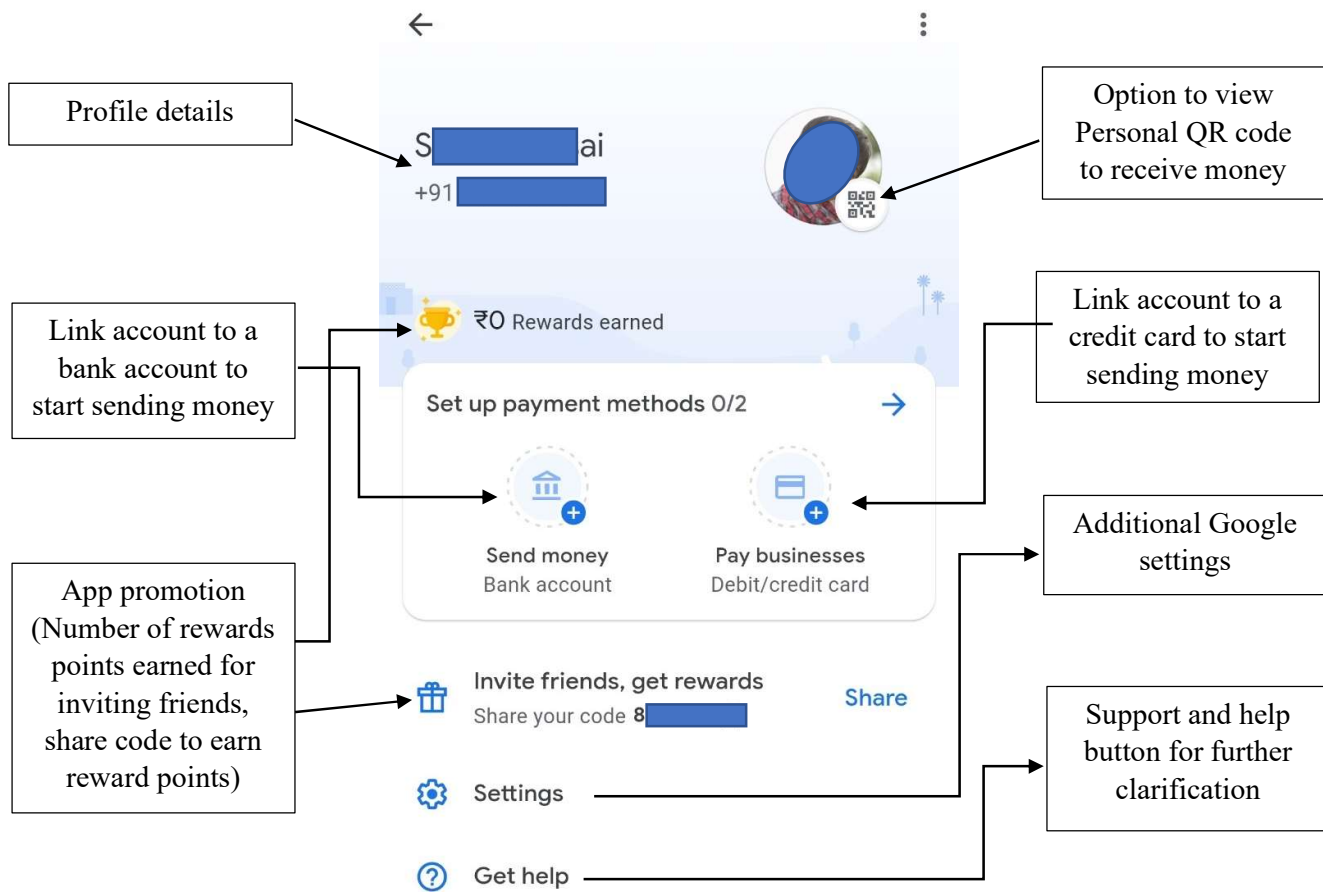 Profile details
S ai
+91
Option to view
Personal QR code
to receive money
Link account to a
bank account to
start sending money
₹0 Rewards earned
Link account to a
credit card to start
sending money
Set up payment methods 0/2
Send money
Bank account
Pay businesses
Debit/credit card
Additional Google
settings
App promotion
(Number of rewards
points earned for
inviting friends,
share code to earn
reward points)
Invite friends, get rewards
Share your code 8
Share
Support and help
button for further
clarification
Settings
Get help